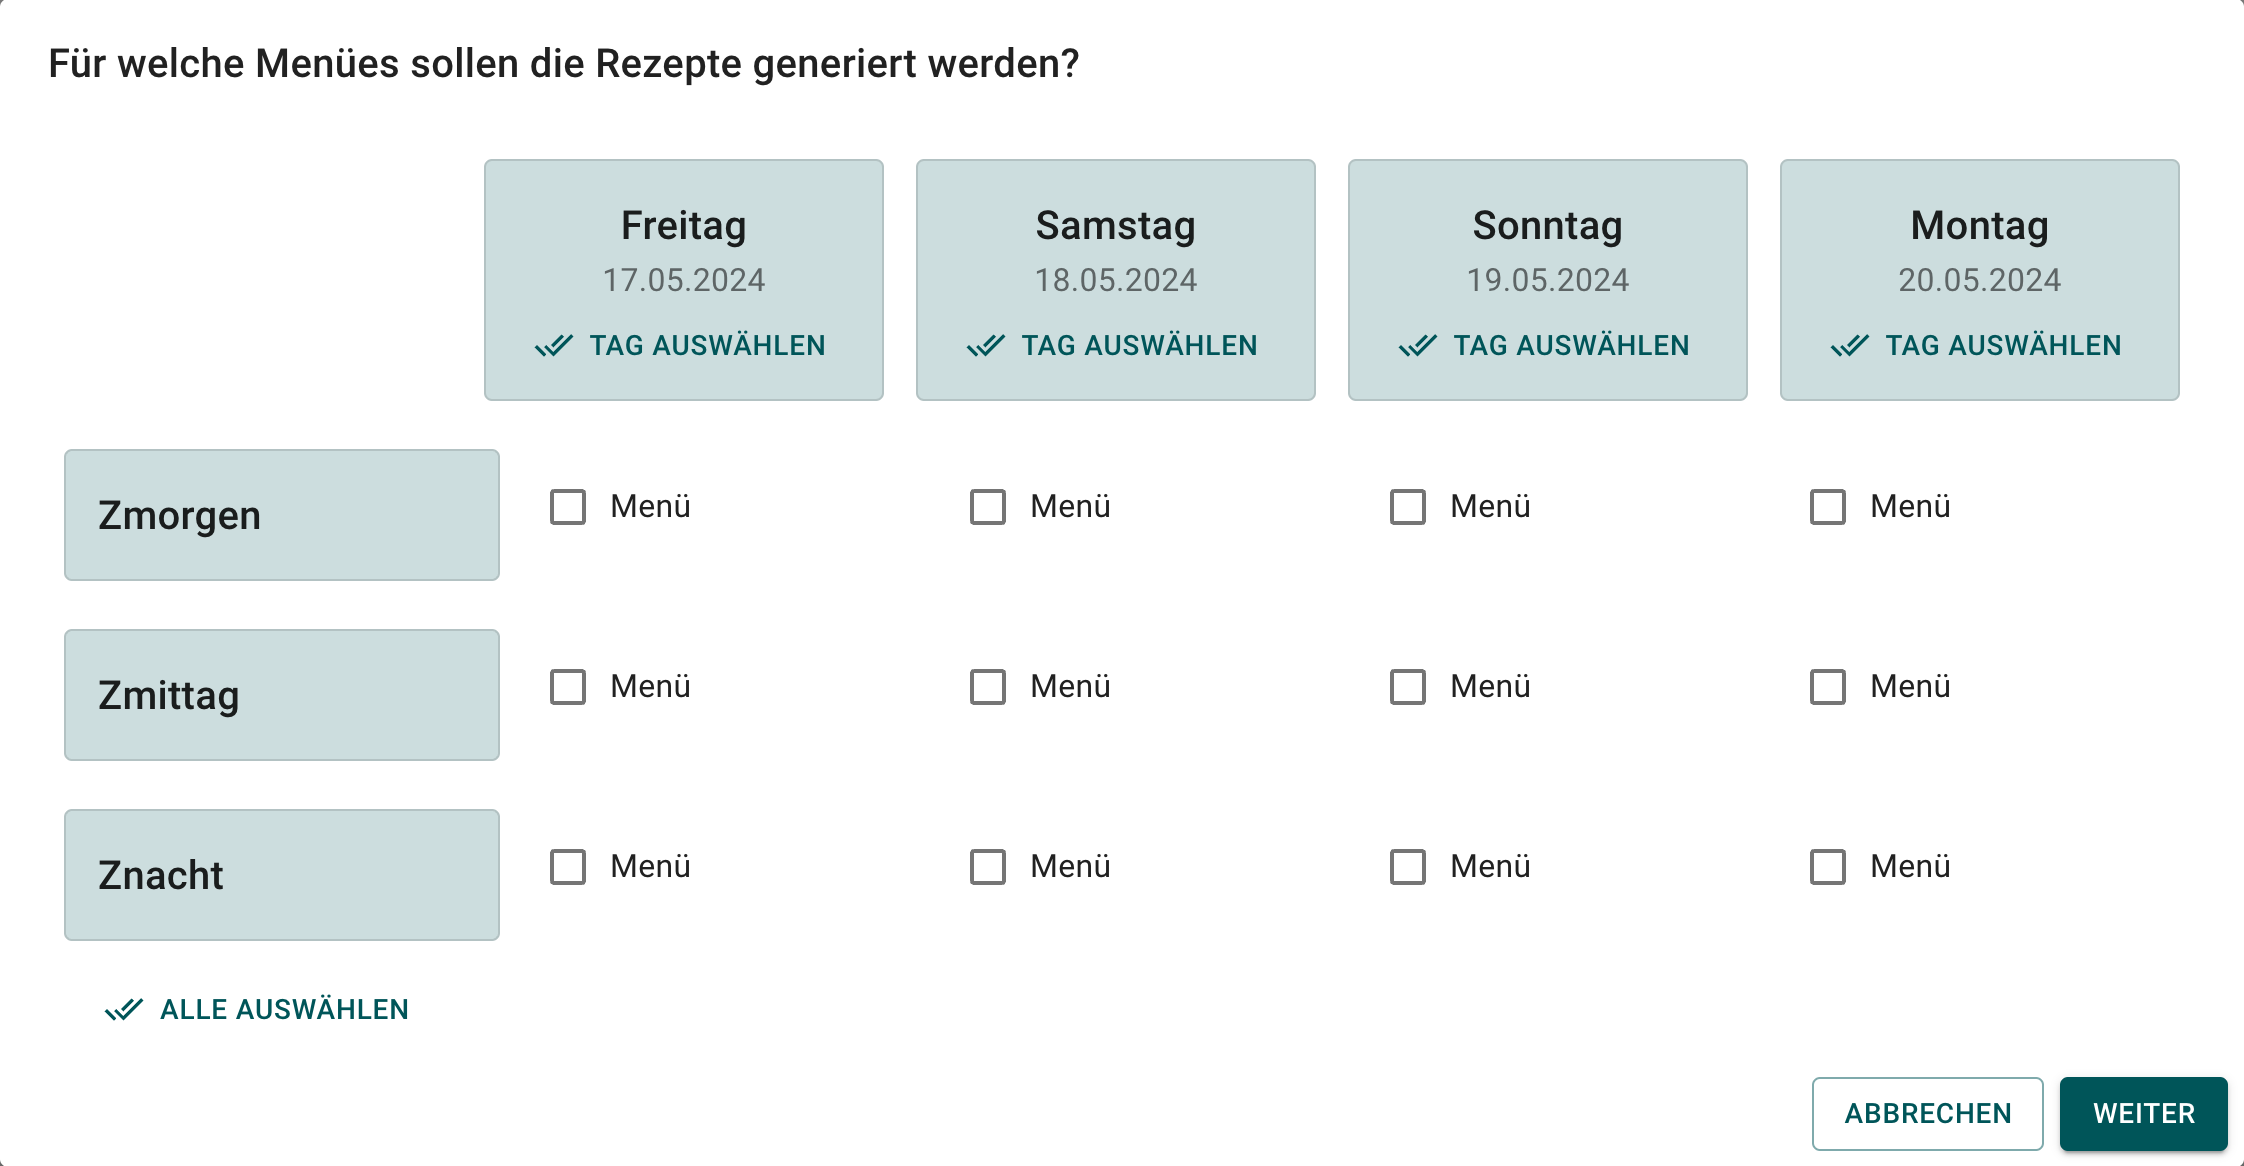 Für welche Menües sollen die Rezepte generiert werden?
Freitag
17.05.2024
TAG AUSWÄHLEN
Samstag
18.05.2024
TAG AUSWÄHLEN
Sonntag
19.05.2024
TAG AUSWÄHLEN
Montag
20.05.2024
TAG AUSWÄHLEN
Zmorgen
Menü
Menü
Menü
Menü
Zmittag
Menü
Menü
Menü
Menü
Znacht
Menü
Menü
Menü
Menü
ALLE AUSWÄHLEN
ABBRECHEN
WEITER